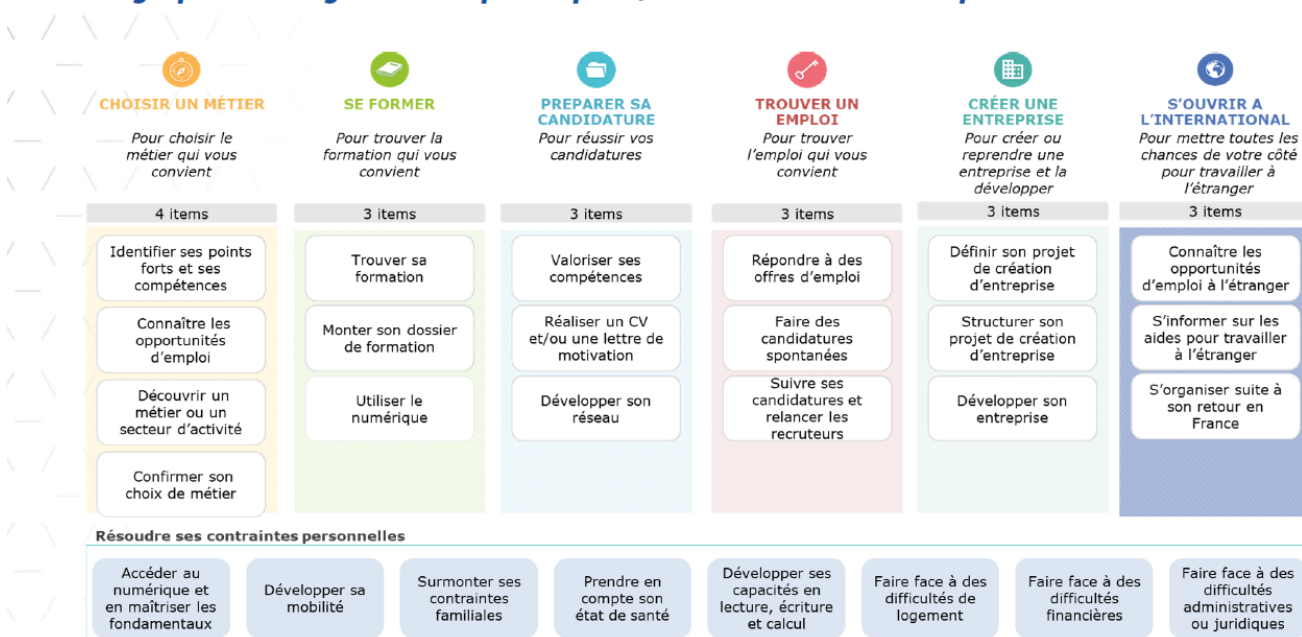 CHOISIR UN MÉTIER
Pour choisir le
métier qui vous
convient
4 items
Identifier ses points
forts et ses
compétences
Connaître les
opportunités
d'emploi
Découvrir un
métier ou un
secteur d'activité
Confirmer son
choix de métier
SE FORMER
Pour trouver la
formation qui vous
convient
3 items
Trouver sa
formation
Monter son dossier
de formation
Utiliser le
numérique
PREPARER SA
CANDIDATURE
Pour réussir vos
candidatures
3 items
Valoriser ses
compétences
Réaliser un CV
et/ou une lettre de
motivation
Développer son
réseau
TROUVER UN
EMPLOI
Pour trouver
l'emploi qui vous
convient
3 items
Répondre à des
offres d'emploi
Faire des
candidatures
spontanées
Suivre ses
candidatures et
relancer les
recruteurs
CRÉER UNE
ENTREPRISE
Pour créer ou
reprendre une
entreprise et la
développer
3 items
Définir son projet
de création
d'entreprise
Structurer son
projet de création
d'entreprise
Développer son
entreprise
S'OUVRIR A
L'INTERNATIONAL
Pour mettre toutes les
chances de votre côté
pour travailler à
l'étranger
3 items
Connaître les
opportunités
d'emploi à l'étranger
S'informer sur les
aides pour travailler
à l'étranger
S'organiser suite à
son retour en
France
Résoudre ses contraintes personnelles
Accéder au
numérique et
en maîtriser les
fondamentaux
Développer sa
mobilité
Surmonter ses
contraintes
familiales
Prendre en
compte son
état de santé
Développer ses
capacités en
lecture, écriture
et calcul
Faire face à des
difficultés de
logement
Faire face à des
difficultés
financières
Faire face à des
difficultés
administratives
ou juridiques